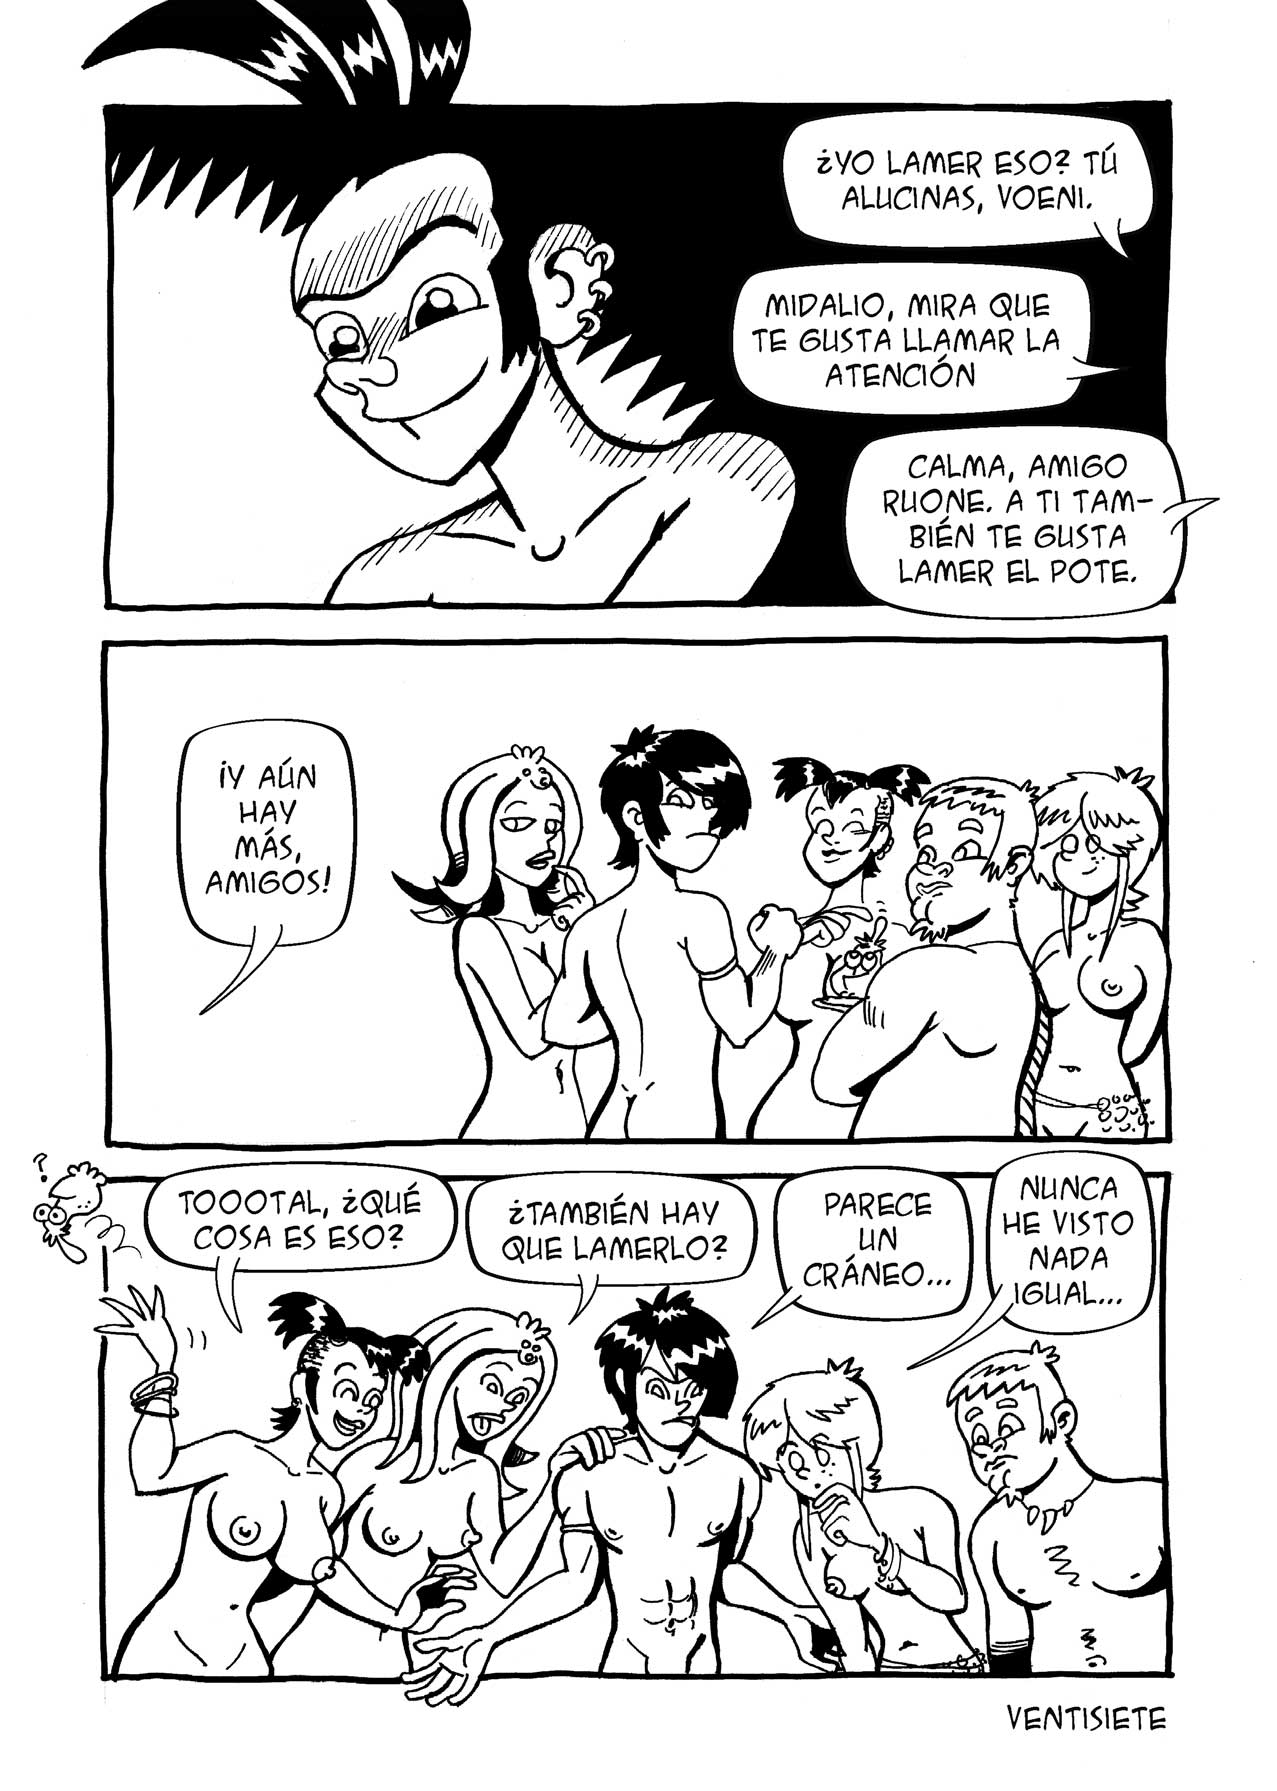 ¿YO LAMER ESO? TÚ
ALUCINAS, VOENI.
MIDALIO, MIRA QUE
TE GUSTA LLAMAR LA
ATENCIÓN
CALMA, AMIGO
RUONE. A TI TAM-
BIÉN TE GUSTA
LAMER EL POTE.
¡Y AÚN
HAY
MÁS,
AMIGOS!
?
TOOOTAL, ¿QUÉ
COSA ES ESO?
¿TAMBIÉN HAY
QUE LAMERLO?
PARECE
UN
CRÁNEO...
NUNCA
HE VISTO
NADA
IGUAL...
VENTISIETE